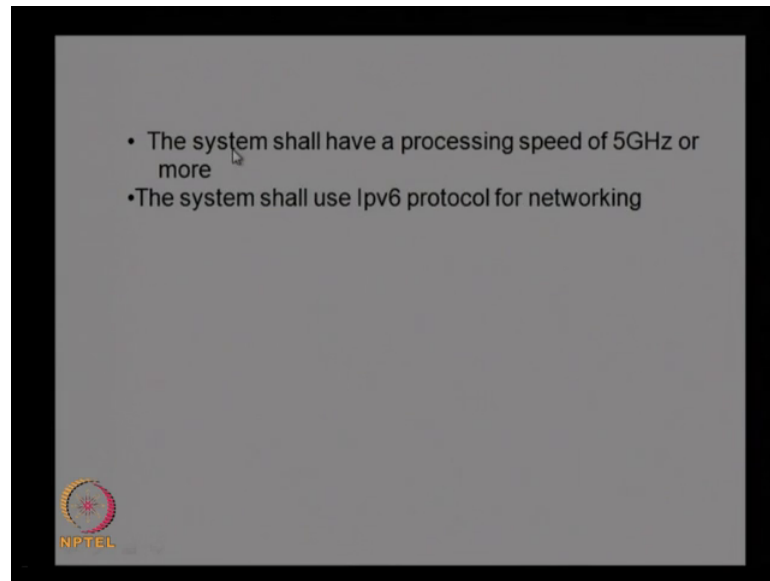 • The system shall have a processing speed of 5GHz or
more
•The system shall use Ipv6 protocol for networking
NPTEL